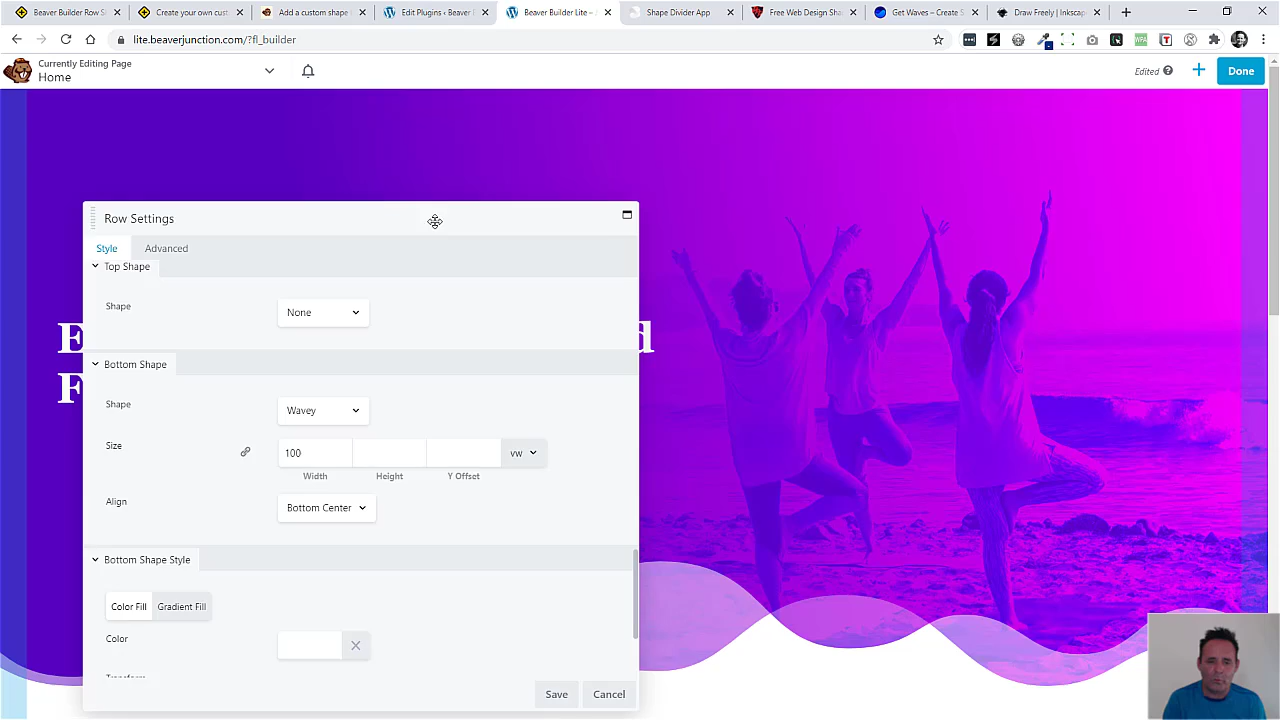 Beaver Builder Row S
Create your own cust
Add a custom shape
Edit Plugins ‹ Beaver
Beaver Builder Lite –
Shape Divider App
Free Web Design Sha
Get Waves – Create S
Draw Freely | Inksca
lite.beaverjunction.com/?fl_builder
Currently Editing Page
Home
Edited
Done
E
d
F
Row Settings
Style
Advanced
Top Shape
Shape
None
Bottom Shape
Shape
Wavey
Size
100
vw
Width
Height
Y Offset
Align
Bottom Center
Bottom Shape Style
Color Fill
Gradient Fill
Color
Transform
Save
Cancel